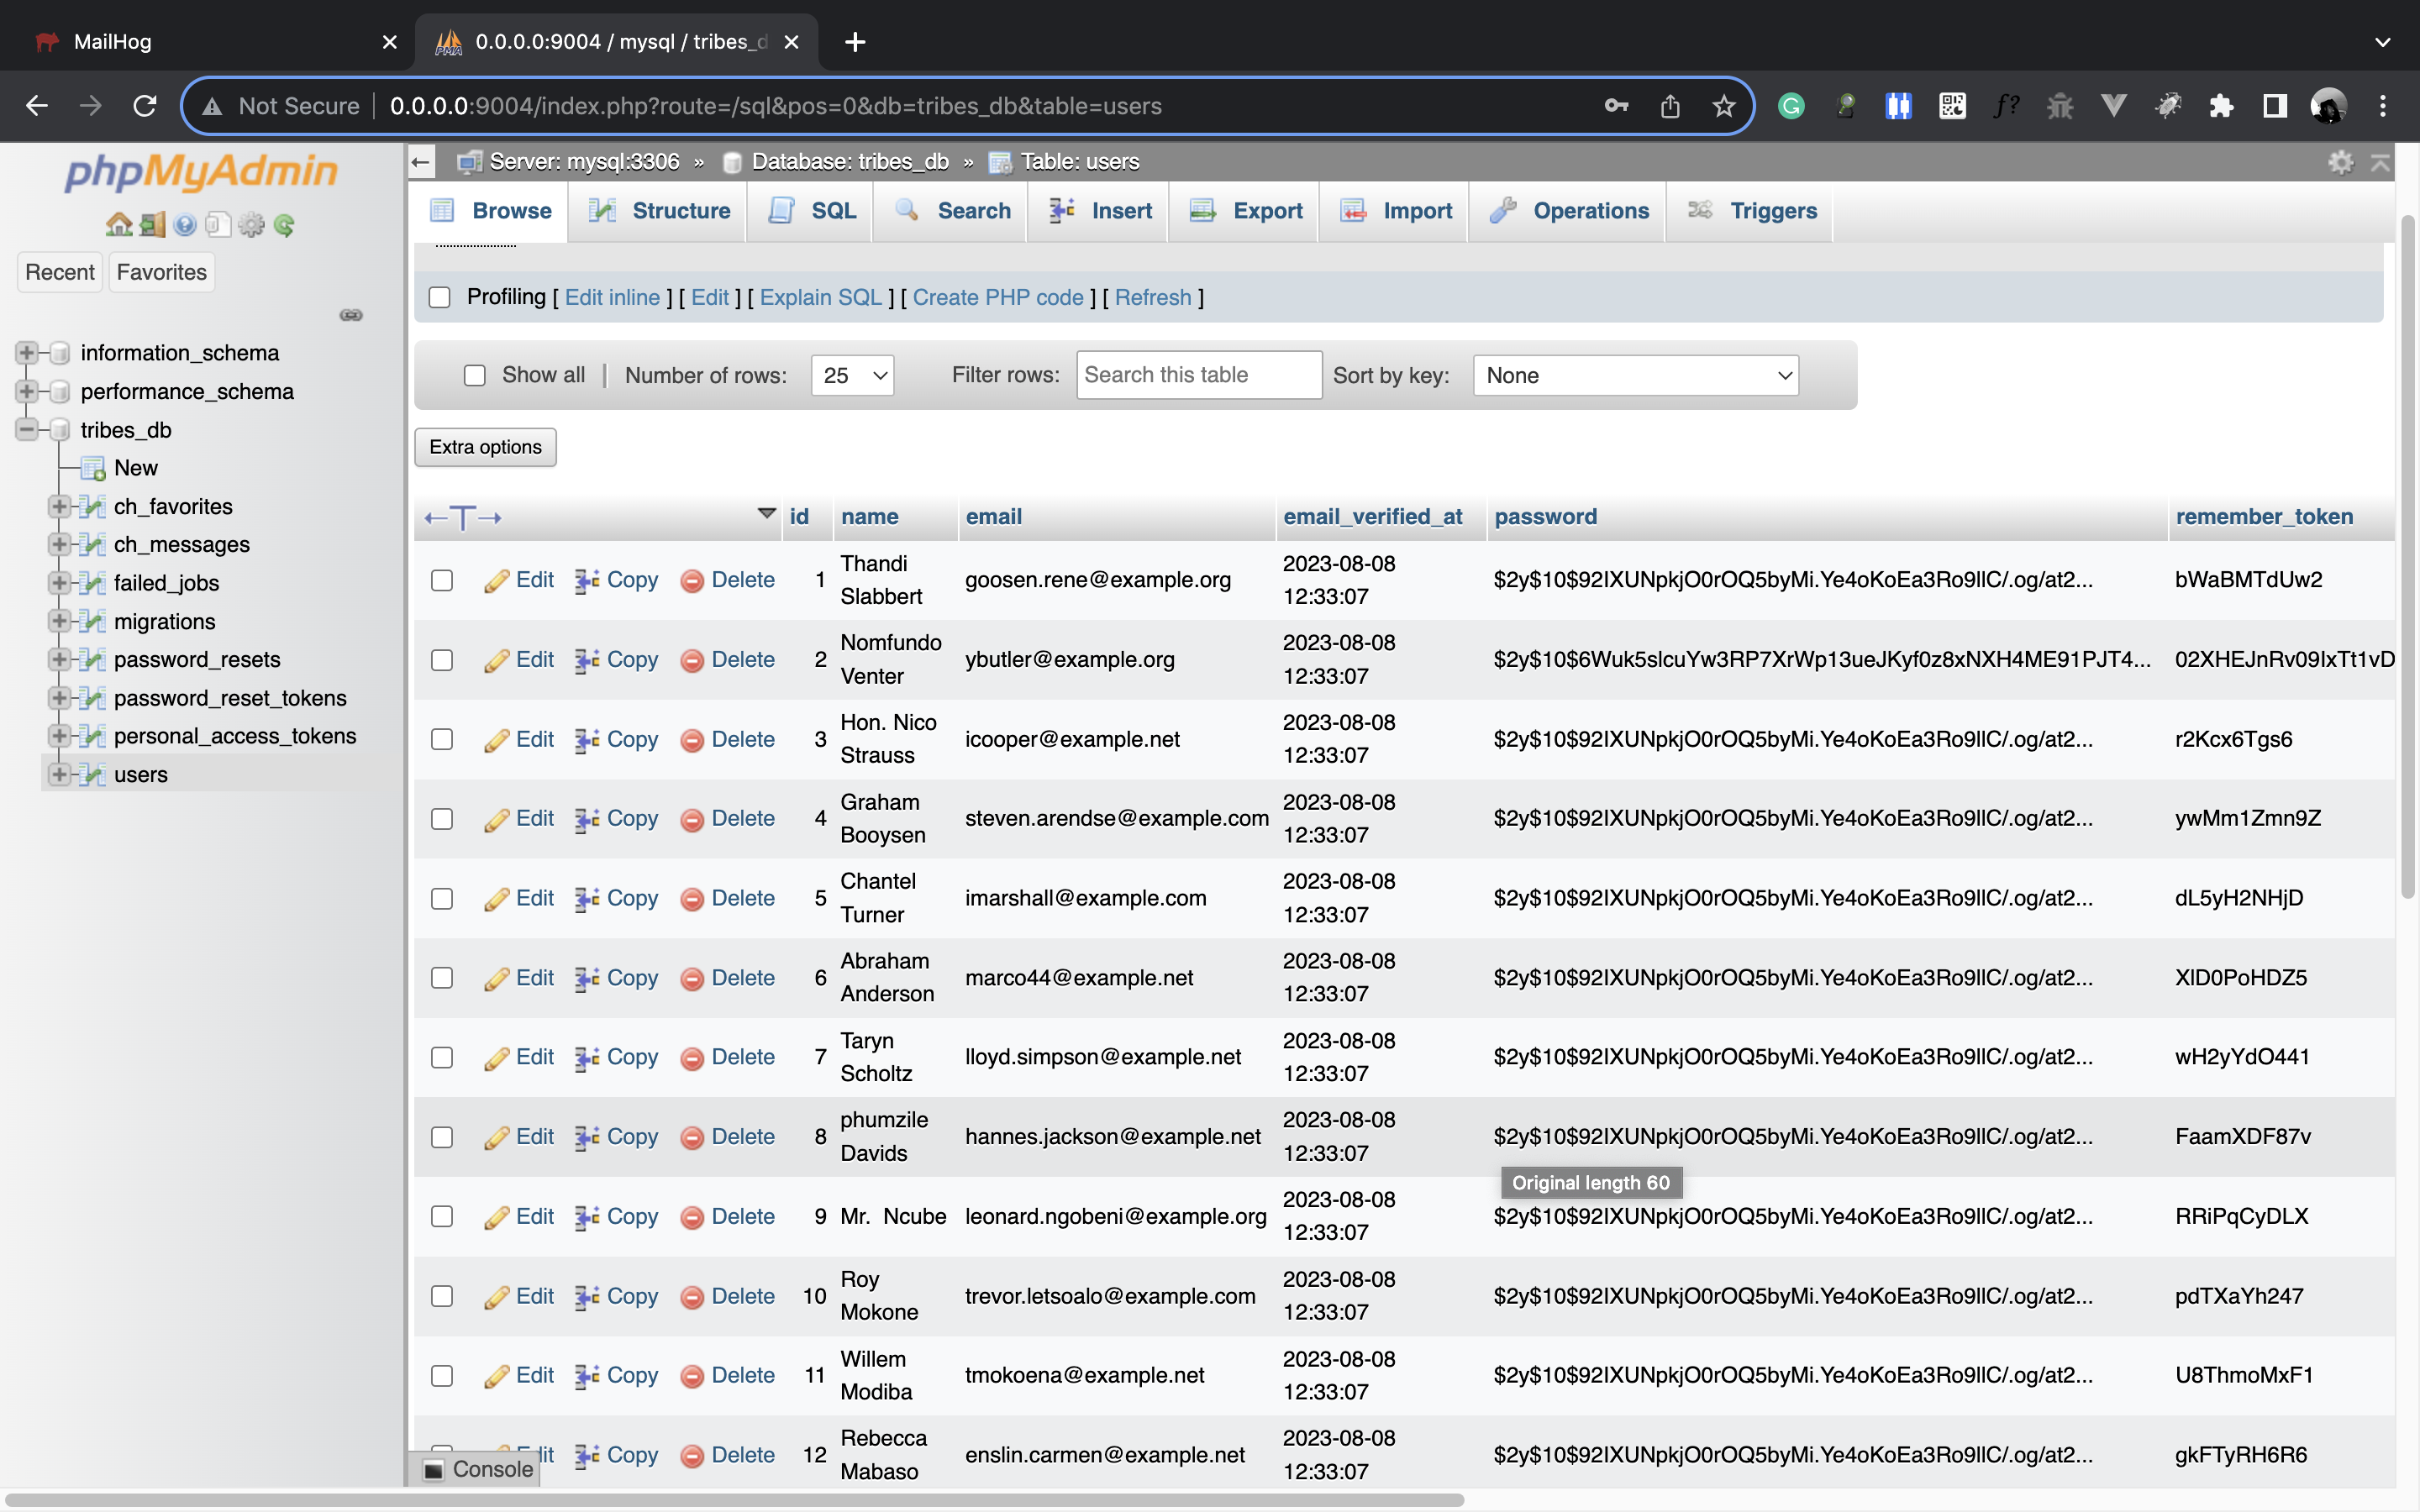 MailHog
0.0.0.0:9004 / mysql / tribes_d
Not Secure
0.0.0.0:9004/index.php?route=/sql&pos=0&db=tribes_db&table=users
phpMyAdmin
Recent Favorites
information_schema
performance_schema
tribes_db
New
ch_favorites
ch_messages
failed_jobs
migrations
password_resets
password_reset_tokens
personal_access_tokens
users
Server: mysql:3306 » Database: tribes_db » Table: users
Browse Structure SQL Search Insert Export Import Operations Triggers
Profiling [ Edit inline ] [ Edit ] [ Explain SQL ] [ Create PHP code ] [ Refresh ]
Show all | Number of rows: 25 Filter rows: Search this table Sort by key: None
Extra options
←T→ id name email email_verified_at password remember_token
Edit Copy Delete 1 Thandi Slabbert goosen.rene@example.org 2023-08-08 12:33:07 $2y$10$92IXUNpkjO0rOQ5byMi.Ye4oKoEa3Ro9llC/.og/at2... bWaBMTdUw2
Edit Copy Delete 2 Nomfundo Venter ybutler@example.org 2023-08-08 12:33:07 $2y$10$6Wuk5slcuYw3RP7XrWp13ueJKyf0z8xNXH4ME91PJT4... 02XHEJnRv09IxTt1vD
Edit Copy Delete 3 Hon. Nico Strauss icooper@example.net 2023-08-08 12:33:07 $2y$10$92IXUNpkjO0rOQ5byMi.Ye4oKoEa3Ro9llC/.og/at2... r2Kcx6Tgs6
Edit Copy Delete 4 Graham Booysen steven.arendse@example.com 2023-08-08 12:33:07 $2y$10$92IXUNpkjO0rOQ5byMi.Ye4oKoEa3Ro9llC/.og/at2... ywMm1Zmn9Z
Edit Copy Delete 5 Chantel Turner imarshall@example.com 2023-08-08 12:33:07 $2y$10$92IXUNpkjO0rOQ5byMi.Ye4oKoEa3Ro9llC/.og/at2... dL5yH2NHjD
Edit Copy Delete 6 Abraham Anderson marco44@example.net 2023-08-08 12:33:07 $2y$10$92IXUNpkjO0rOQ5byMi.Ye4oKoEa3Ro9llC/.og/at2... XlD0PoHDZ5
Edit Copy Delete 7 Taryn Scholtz lloyd.simpson@example.net 2023-08-08 12:33:07 $2y$10$92IXUNpkjO0rOQ5byMi.Ye4oKoEa3Ro9llC/.og/at2... wH2yYdO441
Edit Copy Delete 8 phumzile Davids hannes.jackson@example.net 2023-08-08 12:33:07 $2y$10$92IXUNpkjO0rOQ5byMi.Ye4oKoEa3Ro9llC/.og/at2... FaamXDF87v
Original length 60
Edit Copy Delete 9 Mr. Ncube leonard.ngobeni@example.org 2023-08-08 12:33:07 $2y$10$92IXUNpkjO0rOQ5byMi.Ye4oKoEa3Ro9llC/.og/at2... RRiPqCyDLX
Edit Copy Delete 10 Roy Mokone trevor.letsoalo@example.com 2023-08-08 12:33:07 $2y$10$92IXUNpkjO0rOQ5byMi.Ye4oKoEa3Ro9llC/.og/at2... pdTXaYh247
Edit Copy Delete 11 Willem Modiba tmokoena@example.net 2023-08-08 12:33:07 $2y$10$92IXUNpkjO0rOQ5byMi.Ye4oKoEa3Ro9llC/.og/at2... U8ThmoMxF1
Edit Copy Delete 12 Rebecca Mabaso enslin.carmen@example.net 2023-08-08 12:33:07 $2y$10$92IXUNpkjO0rOQ5byMi.Ye4oKoEa3Ro9llC/.og/at2... gkFTyRH6R6
Console